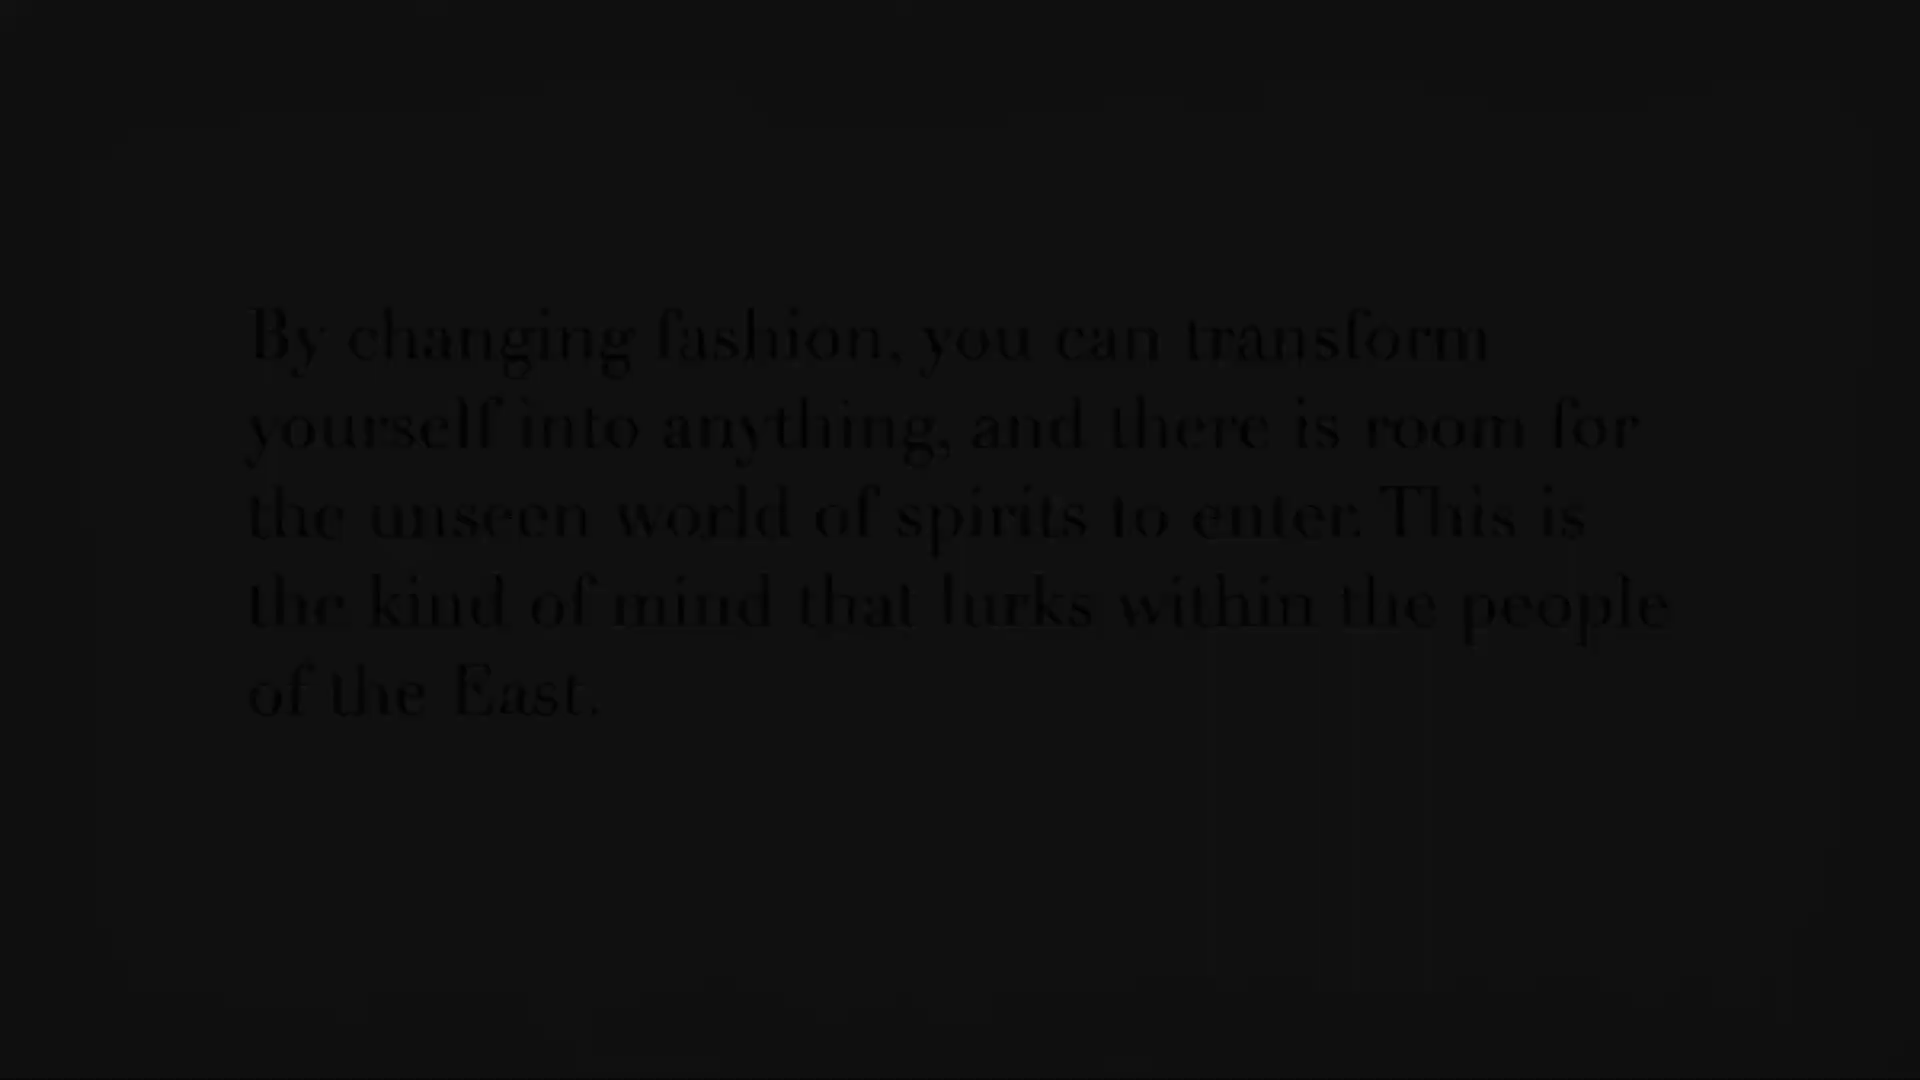 By changing fashion, you can transform
yourself into anything, and there is room for
the unseen world of spirits to enter. This is
the kind of mind that lurks within the people
of the East.